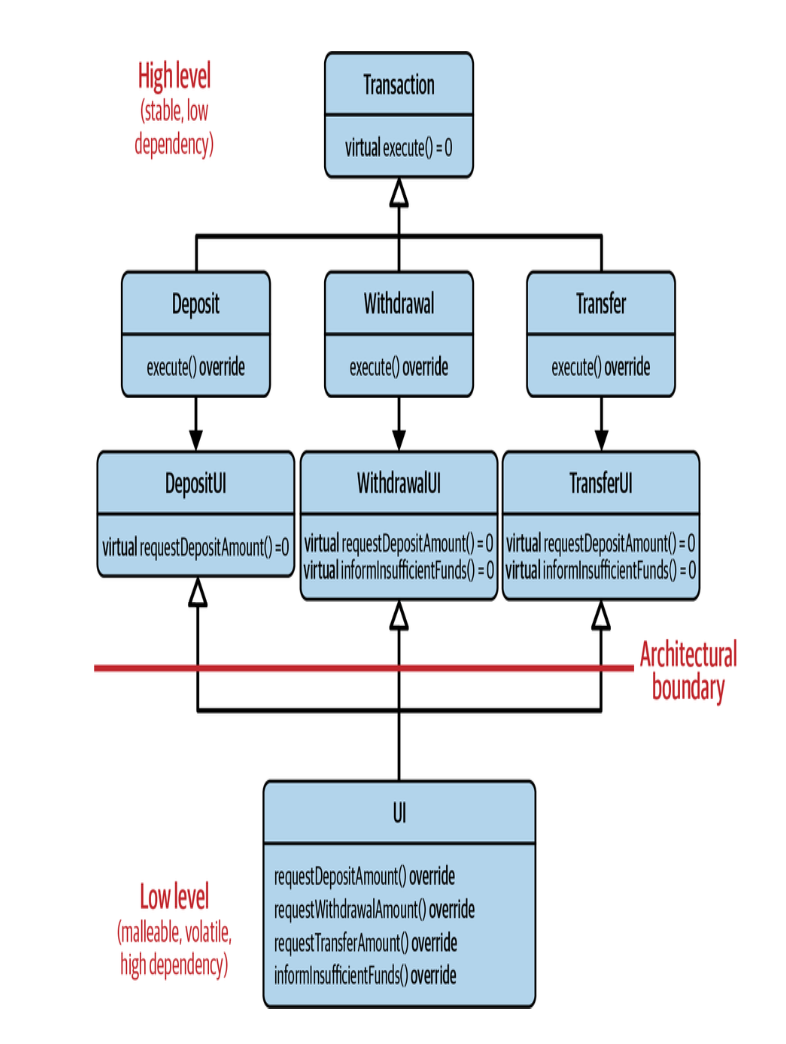 High level
(stable, low
dependency)
Transaction
virtual execute() = 0
Deposit
execute() override
Withdrawal
execute() override
Transfer
execute() override
DepositUI
virtual requestDepositAmount() =0
WithdrawalUI
virtual requestDepositAmount() = 0
virtual informInsufficientFunds() = 0
TransferUI
virtual requestDepositAmount() = 0
virtual informInsufficientFunds() = 0
Architectural
boundary
UI
requestDepositAmount() override
requestWithdrawalAmount() override
requestTransferAmount() override
informInsufficientFunds() override
Low level
(malleable, volatile,
high dependency)